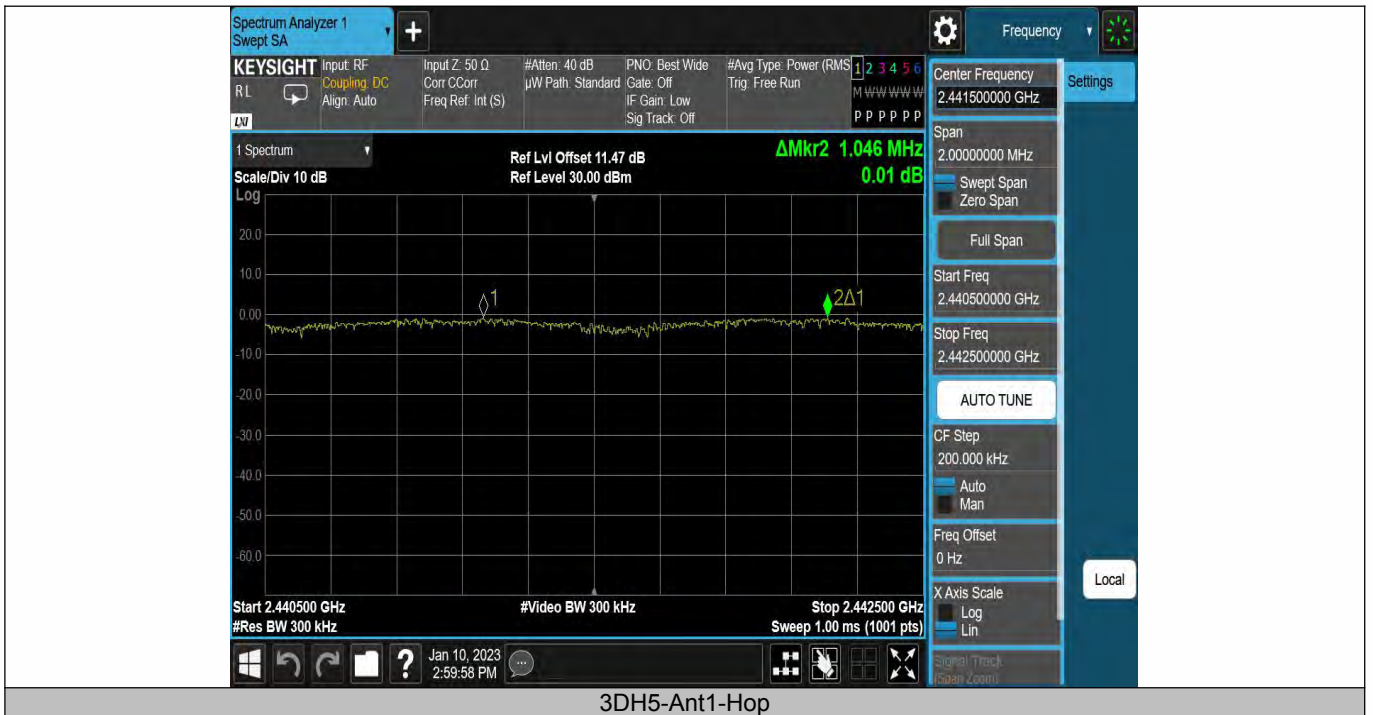 Spectrum Analyzer 1
Swept SA
+
Frequency
KEYSIGHT
RL
LXI
Input: RF
Coupling: DC
Align: Auto
Input Z: 50 Ω
Corr CCorr
Freq Ref: Int (S)
#Atten: 40 dB
µW Path: Standard
PNO: Best Wide
Gate: Off
IF Gain: Low
Sig Track: Off
#Avg Type: Power (RMS
Trig: Free Run
1 2 3 4 5 6
M W W W W W
P P P P P P
1 Spectrum
Scale/Div 10 dB
Ref Lvl Offset 11.47 dB
Ref Level 30.00 dBm
ΔMkr2 1.046 MHz
0.01 dB
Log
20.0
10.0
0.00
-10.0
-20.0
-30.0
-40.0
-50.0
-60.0
1
2Δ1
Start 2.440500 GHz
#Res BW 300 kHz
#Video BW 300 kHz
Stop 2.442500 GHz
Sweep 1.00 ms (1001 pts)
Center Frequency
2.441500000 GHz
Settings
Span
2.00000000 MHz
Swept Span
Zero Span
Full Span
Start Freq
2.440500000 GHz
Stop Freq
2.442500000 GHz
AUTO TUNE
CF Step
200.000 kHz
Auto
Man
Freq Offset
0 Hz
X Axis Scale
Log
Lin
Signal Track
(Span Zoom)
Local
?
Jan 10, 2023
2:59:58 PM
3DH5-Ant1-Hop